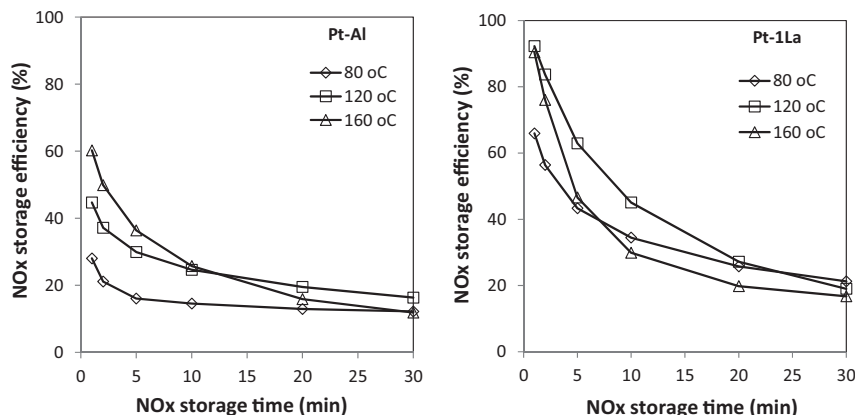 Pt-Al
80 oC
120 oC
160 oC
NOx storage efficiency (%)
100
80
60
40
20
0
0 5 10 15 20 25 30
NOx storage time (min)
Pt-1La
80 oC
120 oC
160 oC
NOx storage efficiency (%)
100
80
60
40
20
0
0 5 10 15 20 25 30
NOx storage time (min)